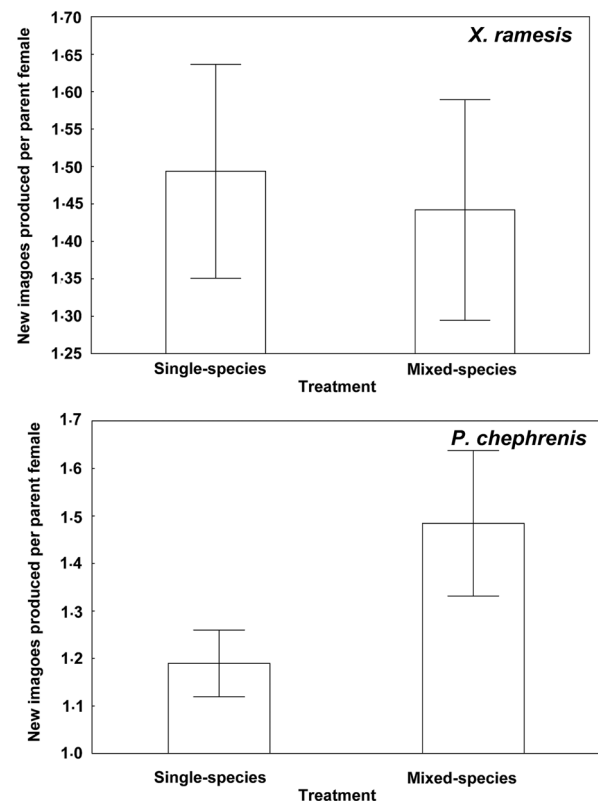 New imagoes produced per parent female
1·70
1·65
1·60
1·55
1·50
1·45
1·40
1·35
1·30
1·25
X. ramesis
Single-species
Mixed-species
Treatment
New imagoes produced per parent female
1·7
1·6
1·5
1·4
1·3
1·2
1·1
1·0
P. chephrenis
Single-species
Mixed-species
Treatment